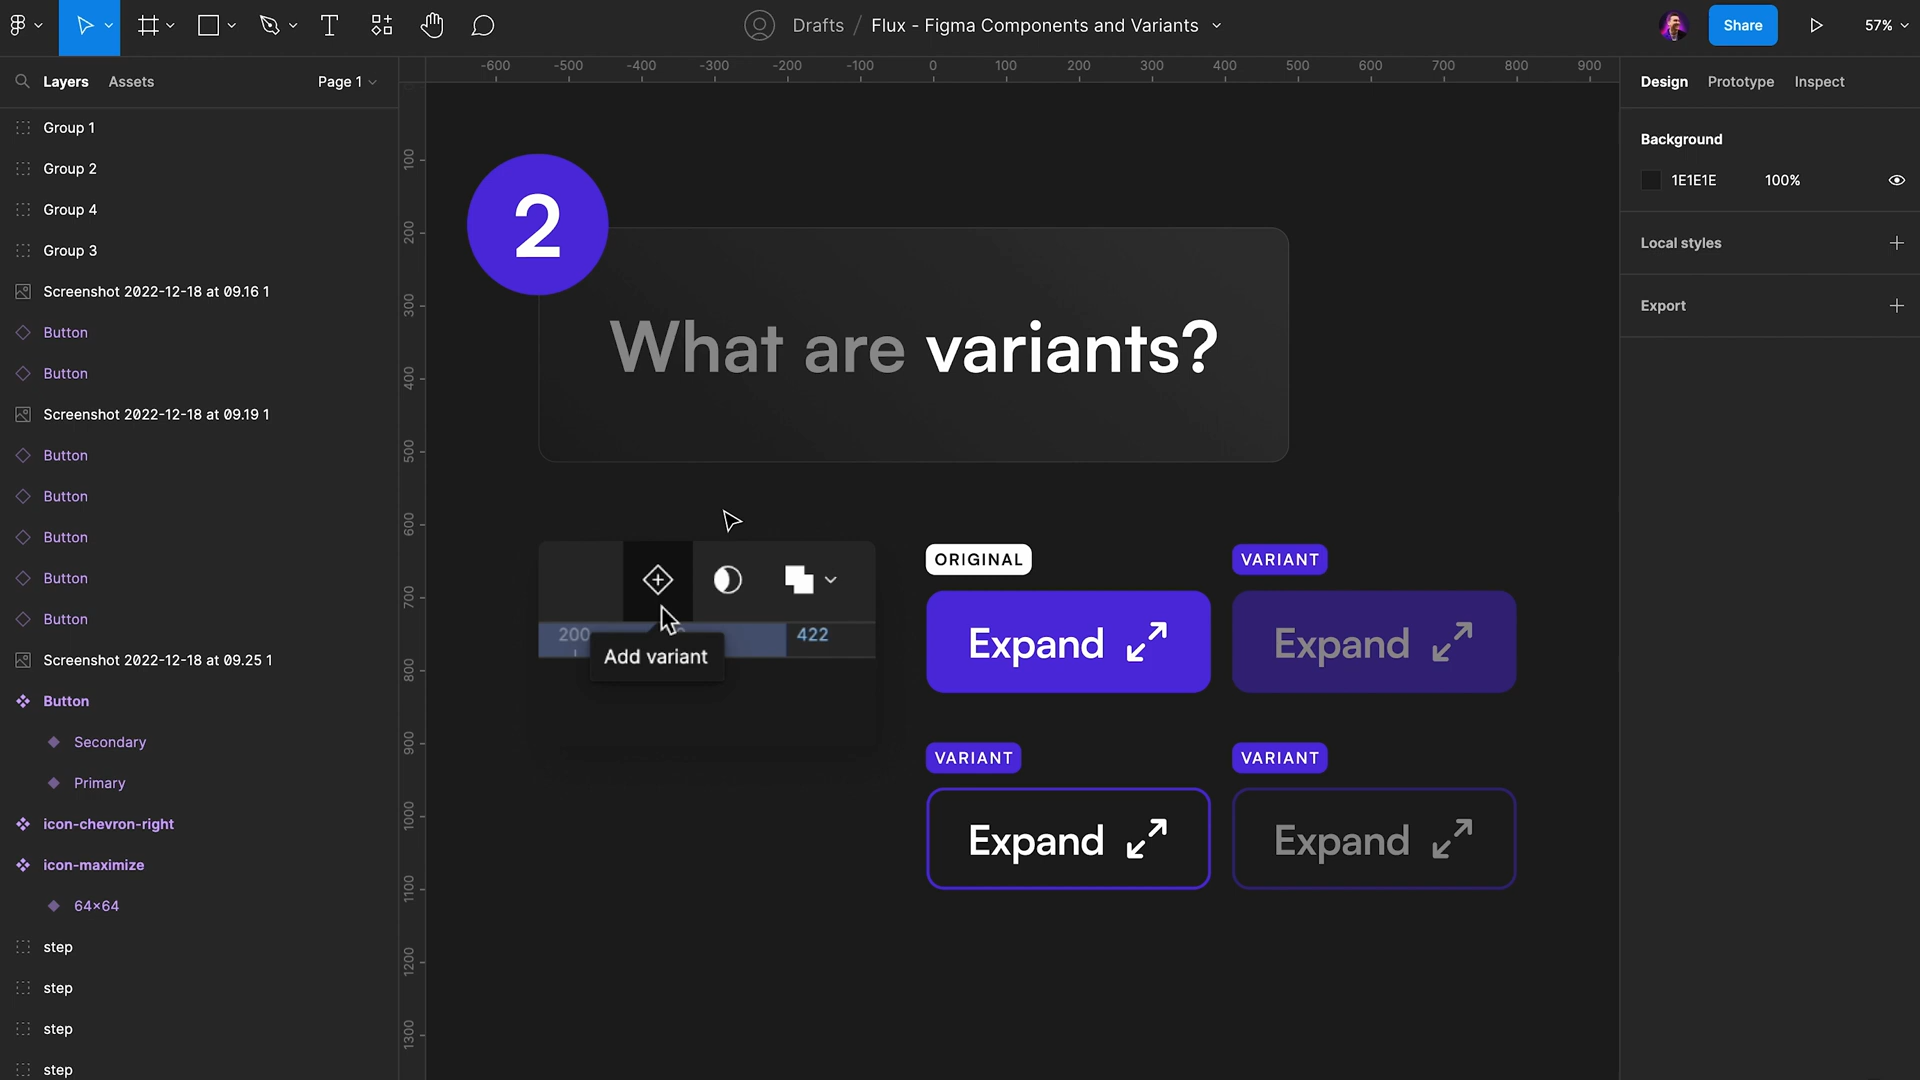 Drafts / Flux - Figma Components and Variants
Share
57%
Layers
Assets
Page 1
-600 -500 -400 -300 -200 -100 0 100 200 300 400 500 600 700 800 900
Design
Prototype
Inspect
Group 1
Group 2
Group 4
Group 3
Screenshot 2022-12-18 at 09.16 1
Button
Button
Screenshot 2022-12-18 at 09.19 1
Button
Button
Button
Button
Button
Screenshot 2022-12-18 at 09.25 1
Button
Secondary
Primary
icon-chevron-right
icon-maximize
64×64
step
step
step
step
100
200
300
400
500
600
700
800
900
1000
1100
1200
1300
2
What are variants?
200
422
Add variant
ORIGINAL
Expand
VARIANT
Expand
VARIANT
Expand
VARIANT
Expand
Background
1E1E1E 100%
Local styles
Export